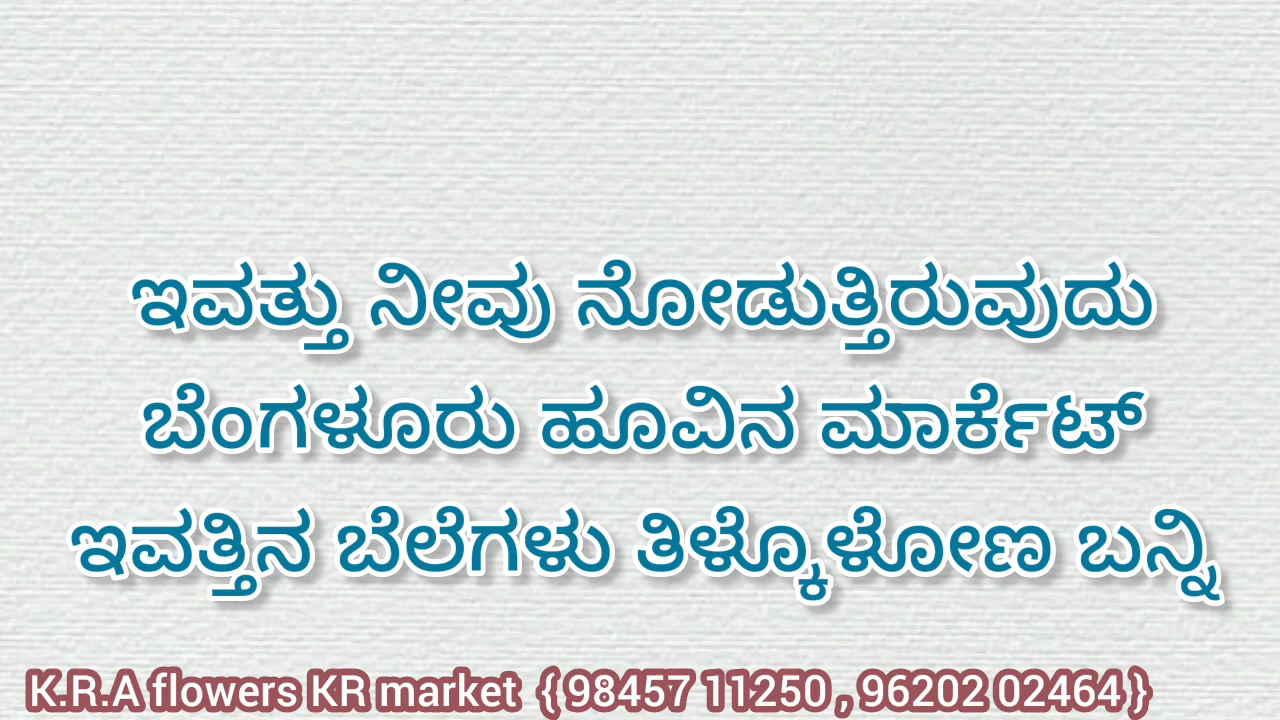 ಇವತ್ತು ನೀವು ನೋಡುತ್ತಿರುವುದು
ಬೆಂಗಳೂರು ಹೂವಿನ ಮಾರ್ಕೆಟ್
ಇವತ್ತಿನ ಬೆಲೆಗಳು ತಿಳ್ಕೊಳೋಣ ಬನ್ನಿ
K.R.A flowers KR market { 98457 11250 , 96202 02464 }